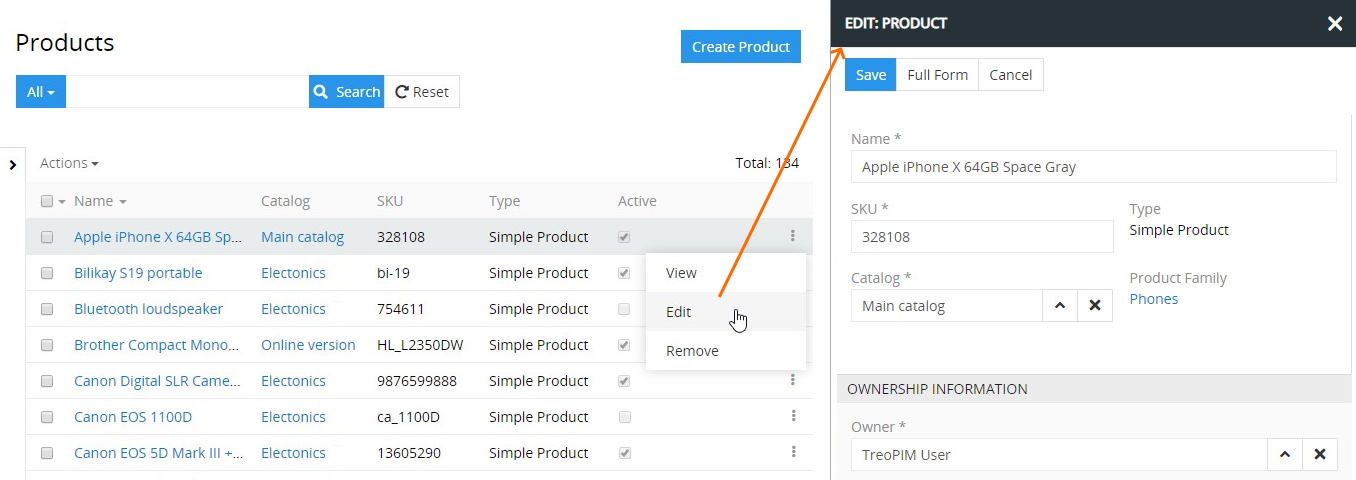 Products
Create Product
All
Search
Reset
Actions
Total: 134
Name Catalog SKU Type Active
Apple iPhone X 64GB Sp... Main catalog 328108 Simple Product
Bilikay S19 portable Electonics bi-19 Simple Product
Bluetooth loudspeaker Electonics 754611 Simple Product
Brother Compact Mono... Online version HL_L2350DW Simple Product
Canon Digital SLR Came... Electonics 9876599888 Simple Product
Canon EOS 1100D Electonics ca_1100D Simple Product
Canon EOS 5D Mark III +... Electonics 13605290 Simple Product
View
Edit
Remove
EDIT: PRODUCT
Save Full Form Cancel
Name *
Apple iPhone X 64GB Space Gray
SKU * Type
328108 Simple Product
Catalog * Product Family
Main catalog Phones
OWNERSHIP INFORMATION
Owner *
TreoPIM User